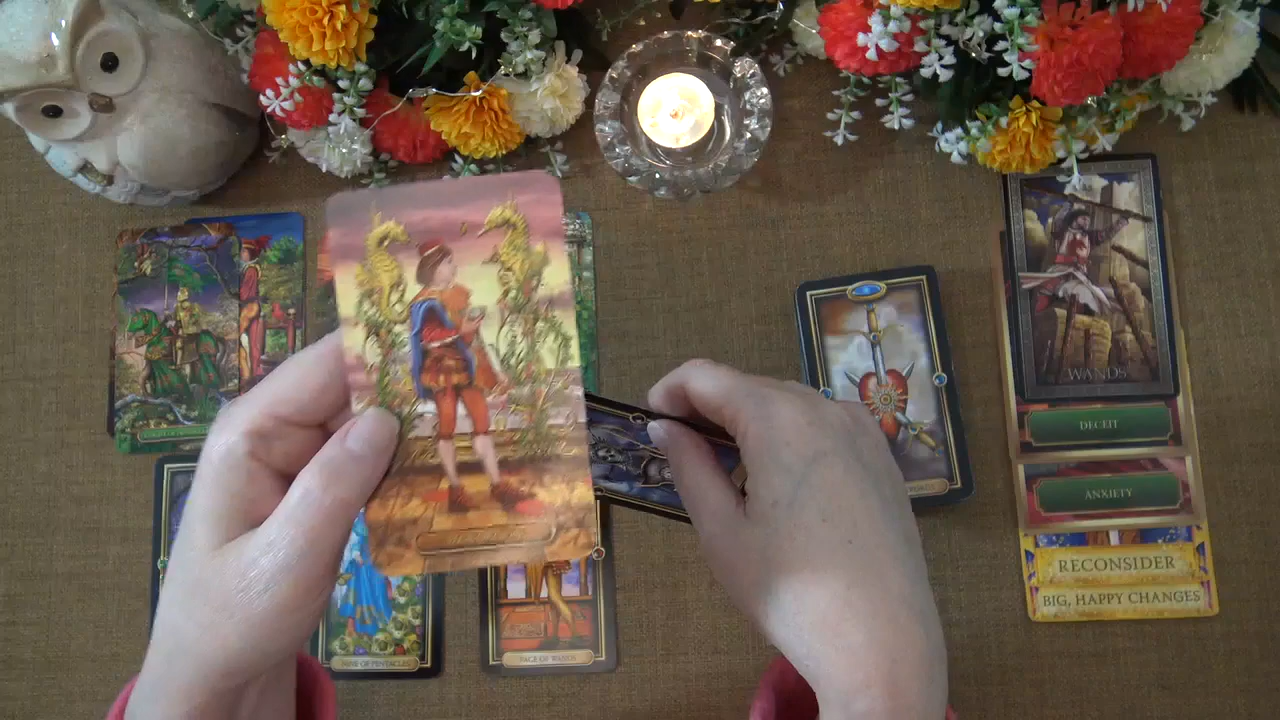 WANDS
DECEIT
ANXIETY
RECONSIDER
BIG, HAPPY CHANGES
NINE OF PENTACLES
PAGE OF WANDS